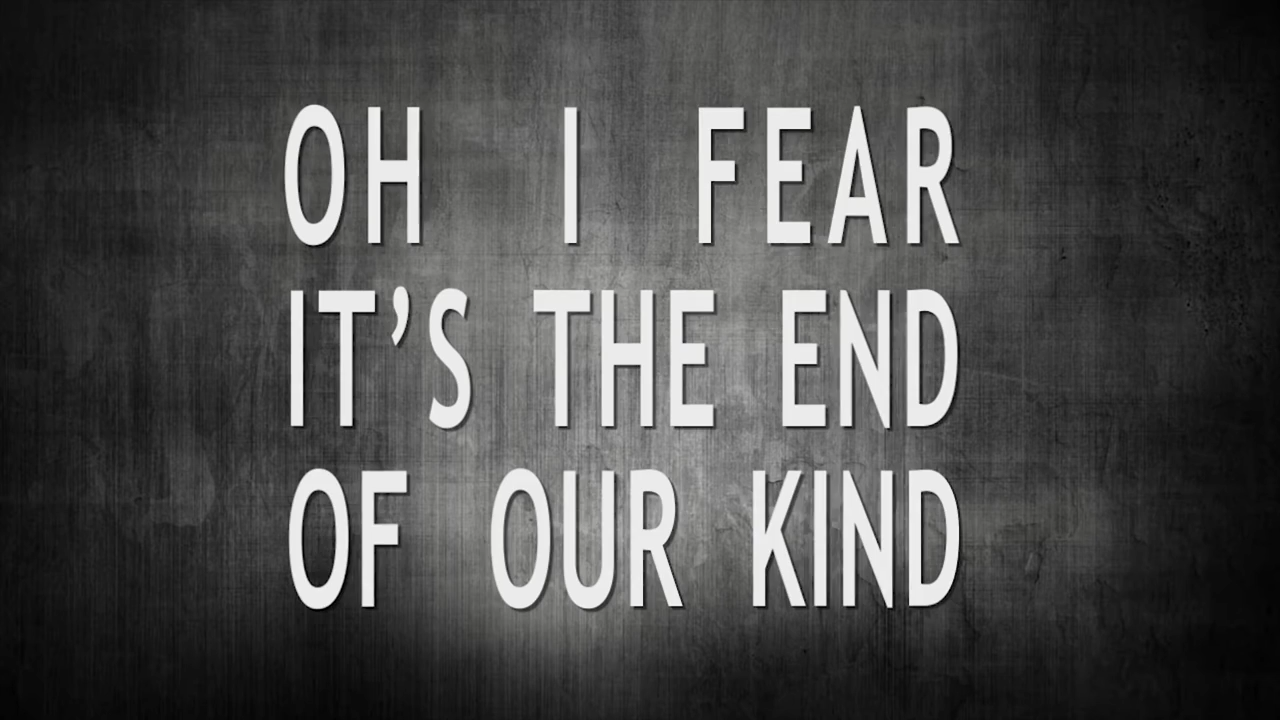 OH I FEAR
IT’S THE END
OF OUR KIND